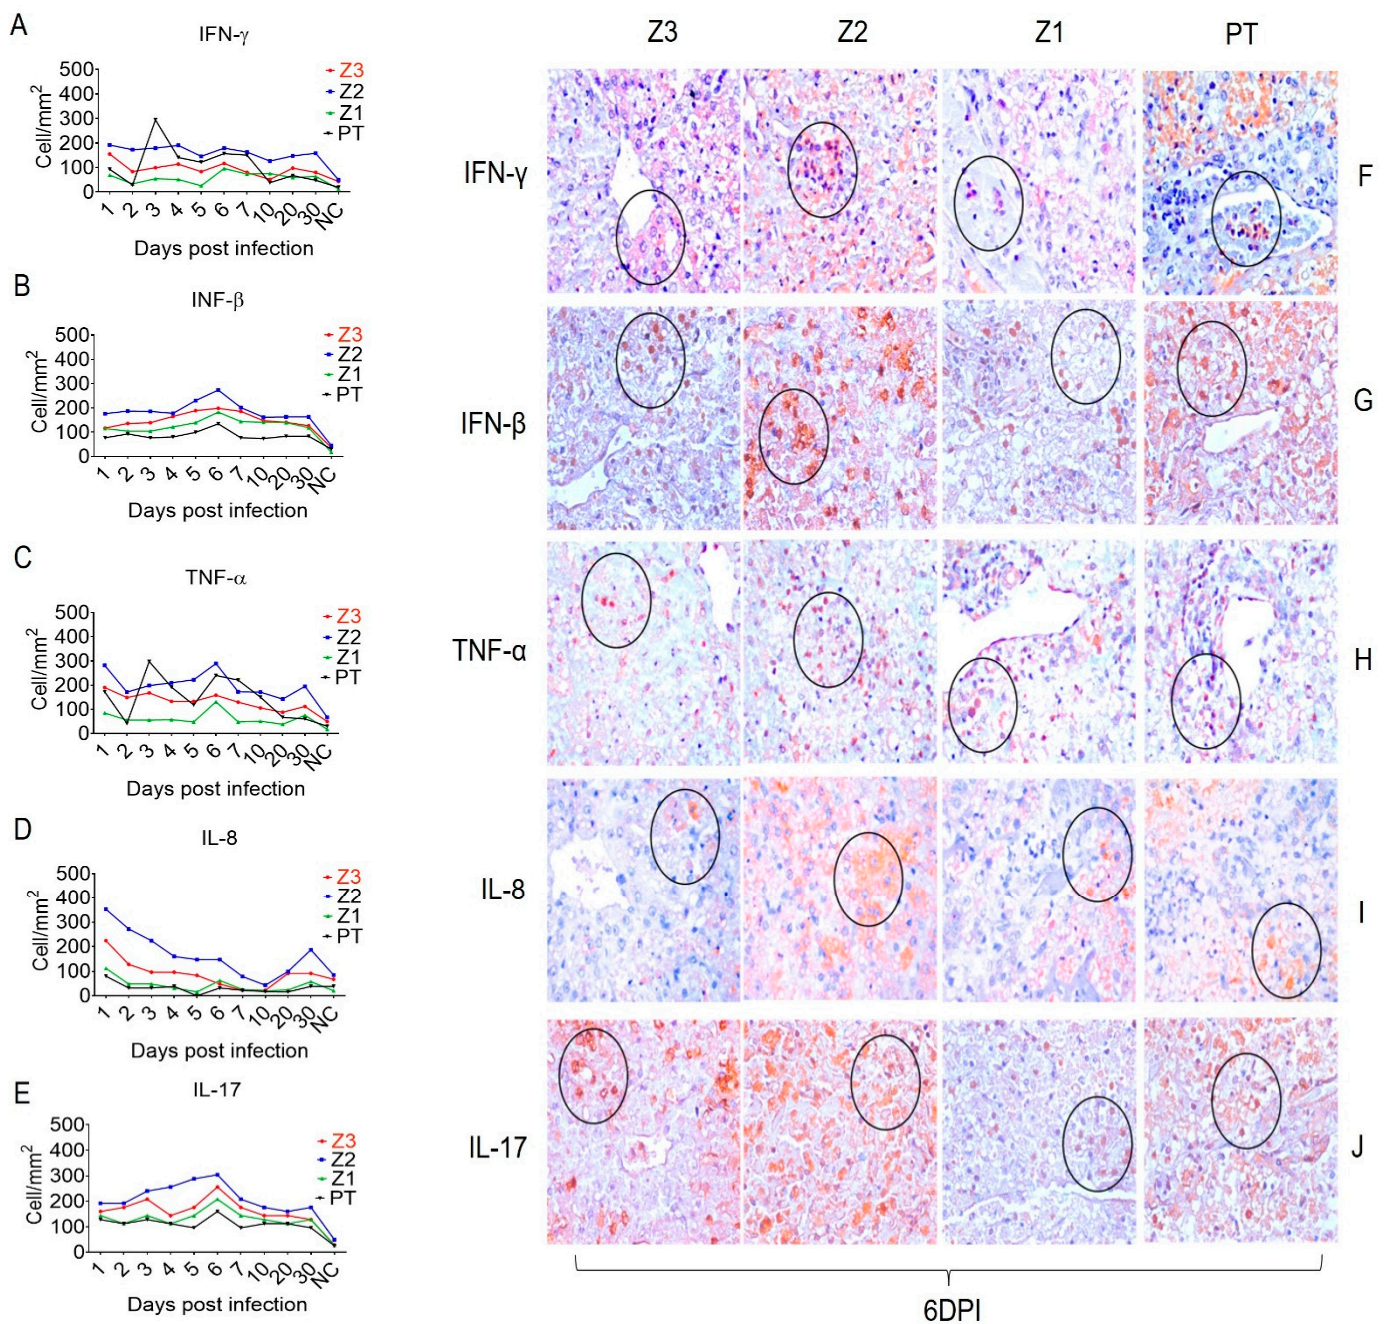 A
IFN-γ
Cell/mm2
500
400
300
200
100
0
Z3
Z2
Z1
PT
1 2 3 4 5 6 7 10 20 30 NC
Days post infection
B
INF-β
Cell/mm2
500
400
300
200
100
0
Z3
Z2
Z1
PT
1 2 3 4 5 6 7 10 20 30 NC
Days post infection
C
TNF-α
Cell/mm2
500
400
300
200
100
0
Z3
Z2
Z1
PT
1 2 3 4 5 6 7 10 20 30 NC
Days post infection
D
IL-8
Cell/mm2
500
400
300
200
100
0
Z3
Z2
Z1
PT
1 2 3 4 5 6 7 10 20 30 NC
Days post infection
E
IL-17
Cell/mm2
500
400
300
200
100
0
Z3
Z2
Z1
PT
1 2 3 4 5 6 7 10 20 30 NC
Days post infection
Z3 Z2 Z1 PT
IFN-γ F
IFN-β G
TNF-α H
IL-8 I
IL-17 J
6DPI